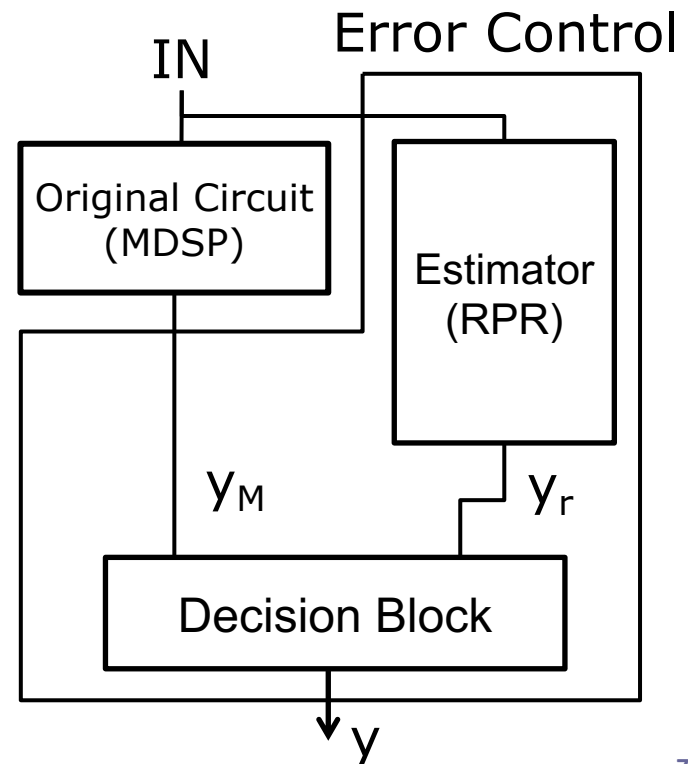 Error Control
IN
Original Circuit
(MDSP)
Estimator
(RPR)
yM
yr
Decision Block
y